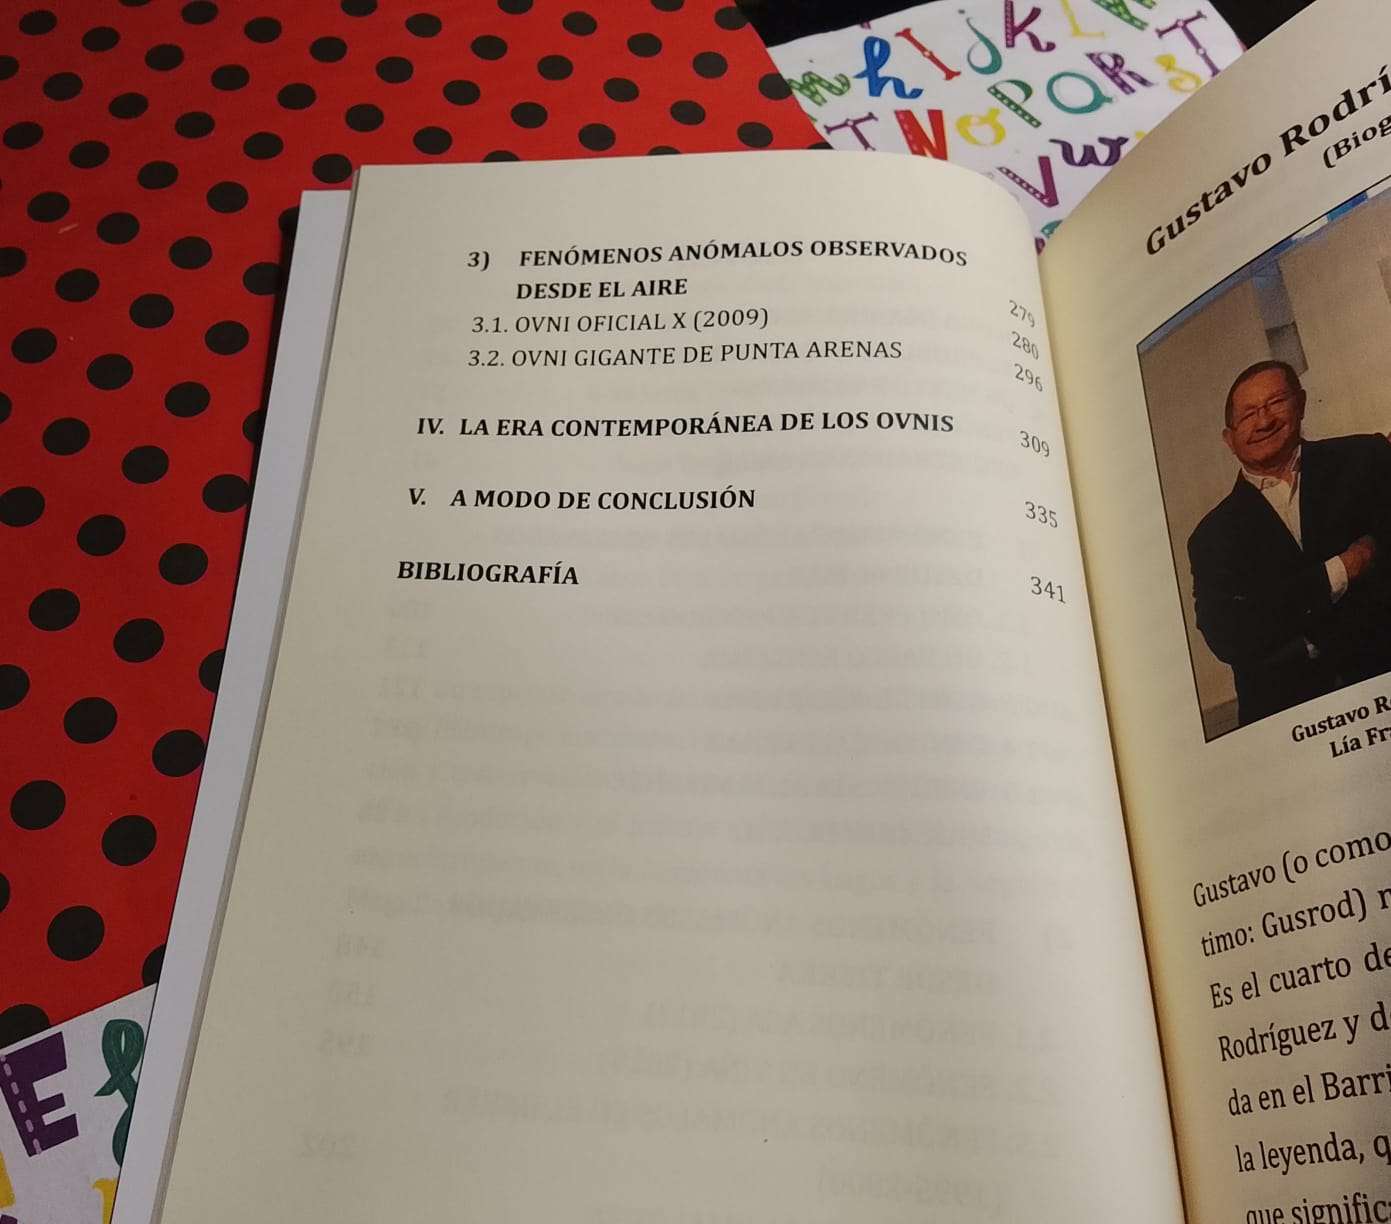 3) FENÓMENOS ANÓMALOS OBSERVADOS
DESDE EL AIRE 279
3.1. OVNI OFICIAL X (2009) 280
3.2. OVNI GIGANTE DE PUNTA ARENAS 296
IV. LA ERA CONTEMPORÁNEA DE LOS OVNIS 309
V. A MODO DE CONCLUSIÓN 335
BIBLIOGRAFÍA 341
Gustavo Rodrí
(Biog
Gustavo R
Lía Fr
Gustavo (o como
timo: Gusrod)
Es el cuarto de
Rodríguez y d
da en el Barri
la leyenda, q
que signific